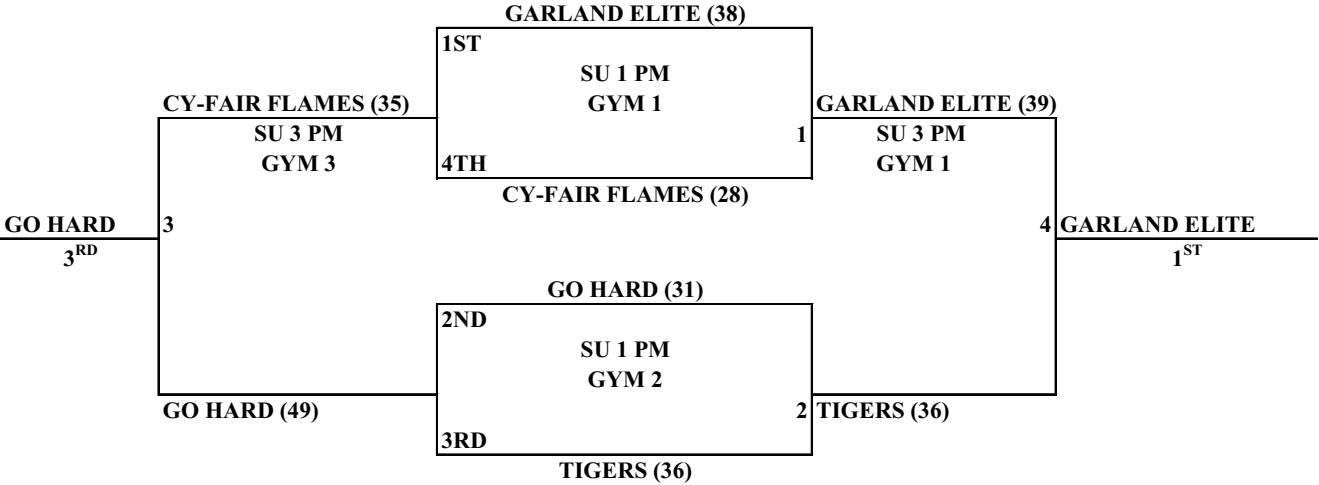 GARLAND ELITE (38)
1ST
SU 1 PM
GYM 1
CY-FAIR FLAMES (35)
GARLAND ELITE (39)
SU 3 PM
GYM 3
1
SU 3 PM
GYM 1
4TH
CY-FAIR FLAMES (28)
GO HARD
3
4
GARLAND ELITE
3RD
1ST
GO HARD (31)
2ND
SU 1 PM
GYM 2
GO HARD (49)
2
TIGERS (36)
3RD
TIGERS (36)